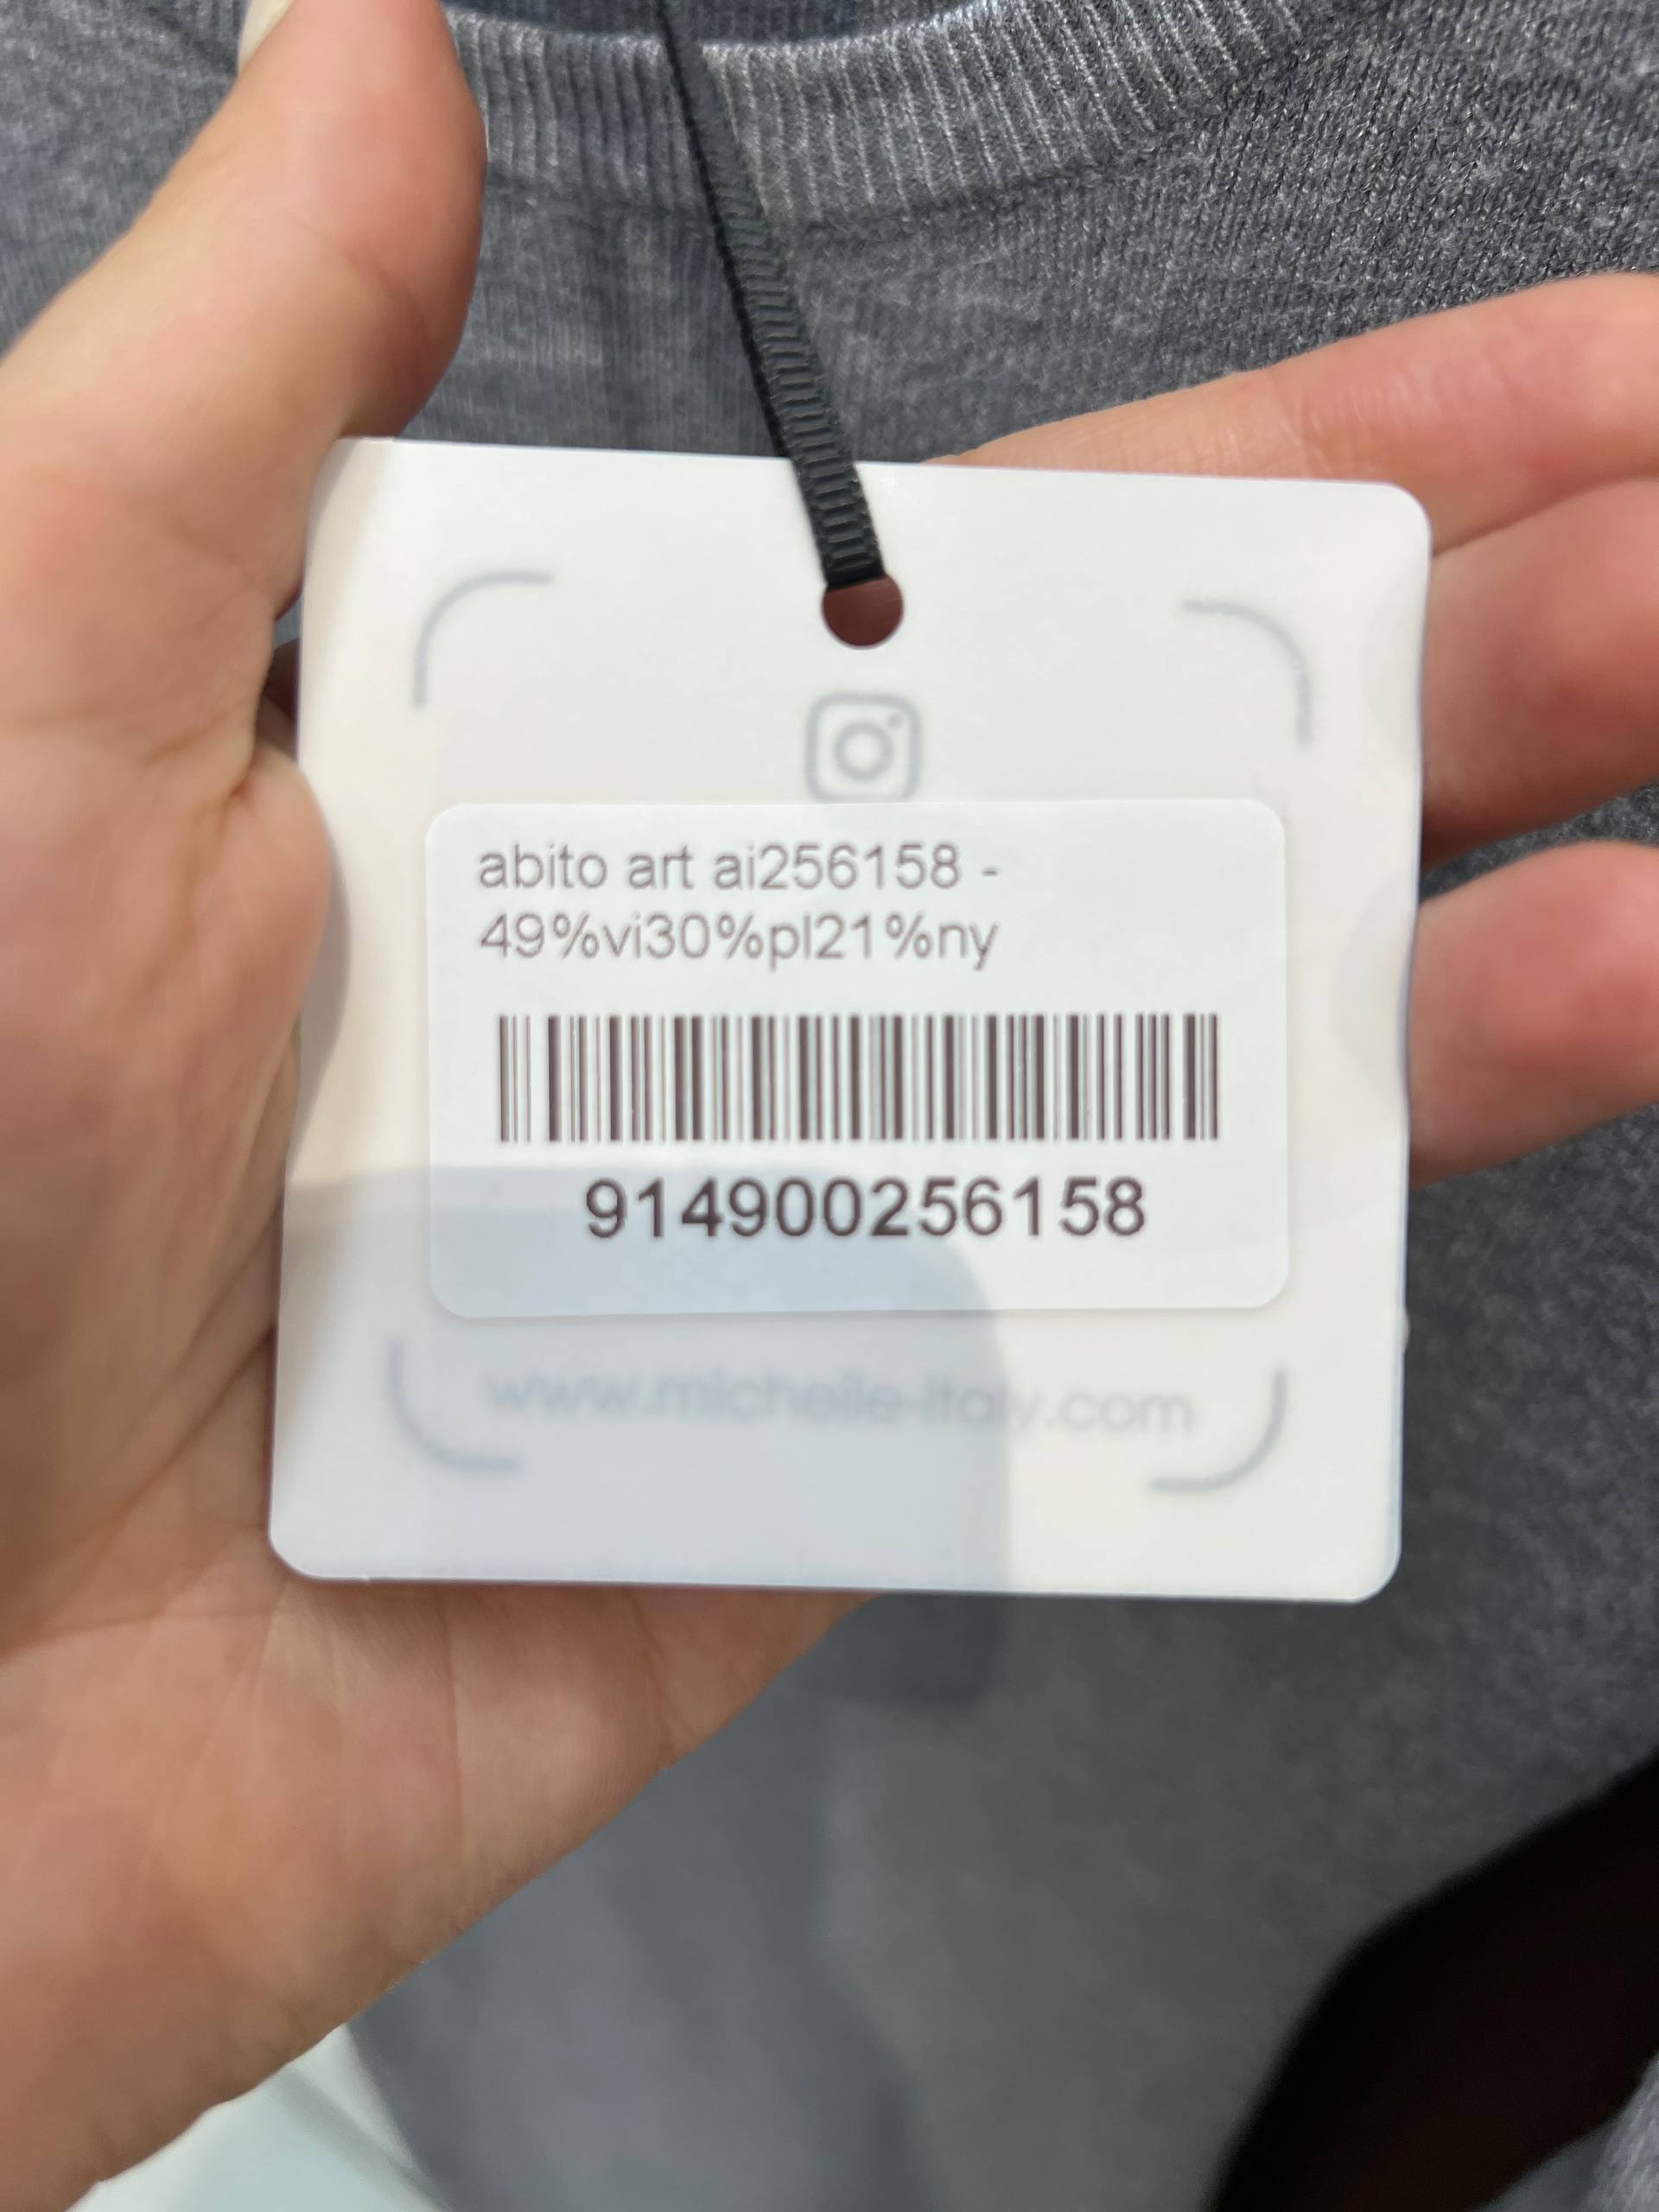 abito art ai256158 -
49%vi30%pl21%ny
914900256158
www.michelle-italy.com